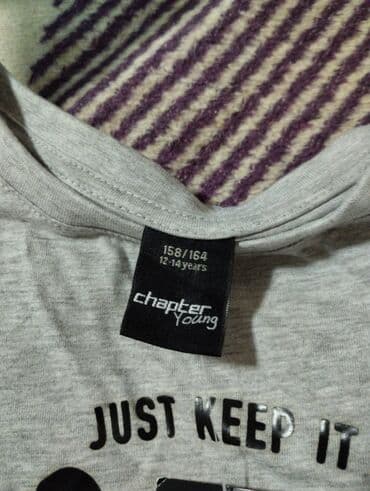 158/164
12-14years
chapter
Young
JUST KEEP IT